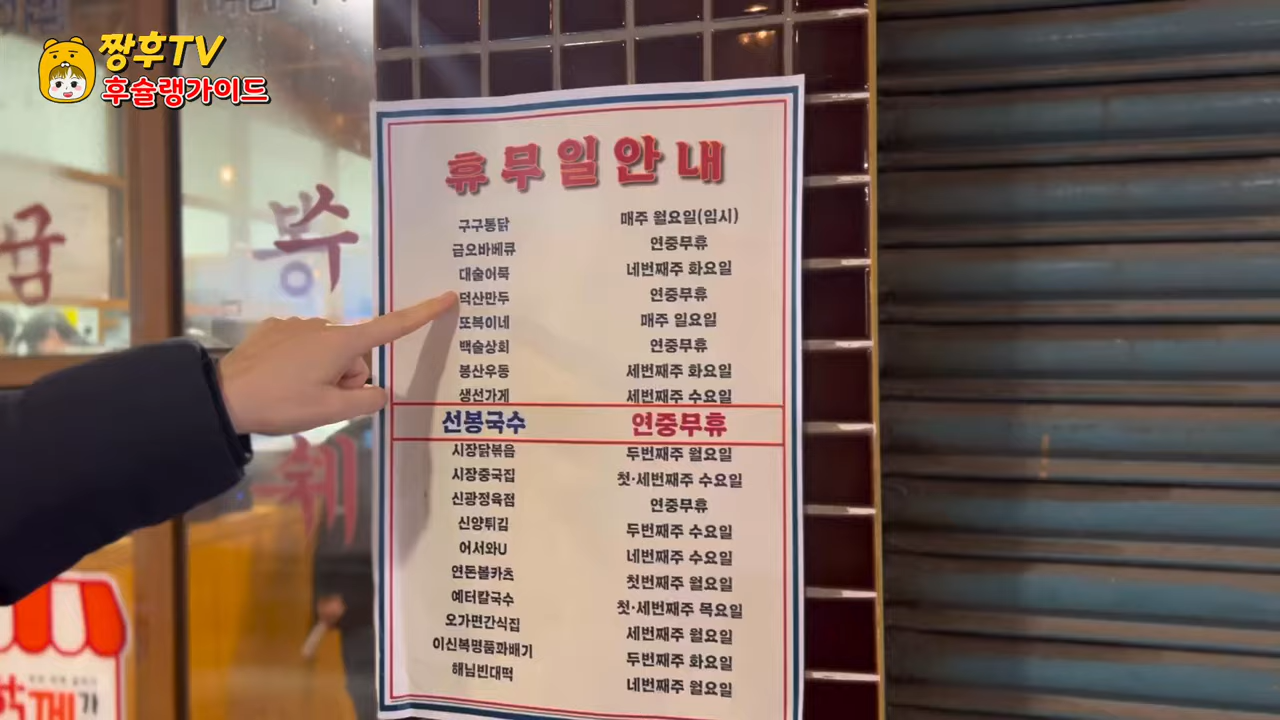 짱후TV
후슐랭가이드
휴무일안내
구구통닭 매주 월요일(임시)
금오바베큐 연중무휴
대술어묵 네번째주 화요일
덕산만두 연중무휴
또복이네 매주 일요일
백술상회 연중무휴
봉산우동 세번째주 화요일
생선가게 세번째주 수요일
선봉국수 연중무휴
시장닭볶음 두번째주 월요일
시장중국집 첫·세번째주 수요일
신광정육점 연중무휴
신양튀김 두번째주 수요일
어서와U 네번째주 수요일
연돈볼카츠 첫번째주 월요일
예터칼국수 첫·세번째주 목요일
오가면간식집 세번째주 월요일
이신복명품꽈배기 두번째주 화요일
해님빈대떡 네번째주 월요일